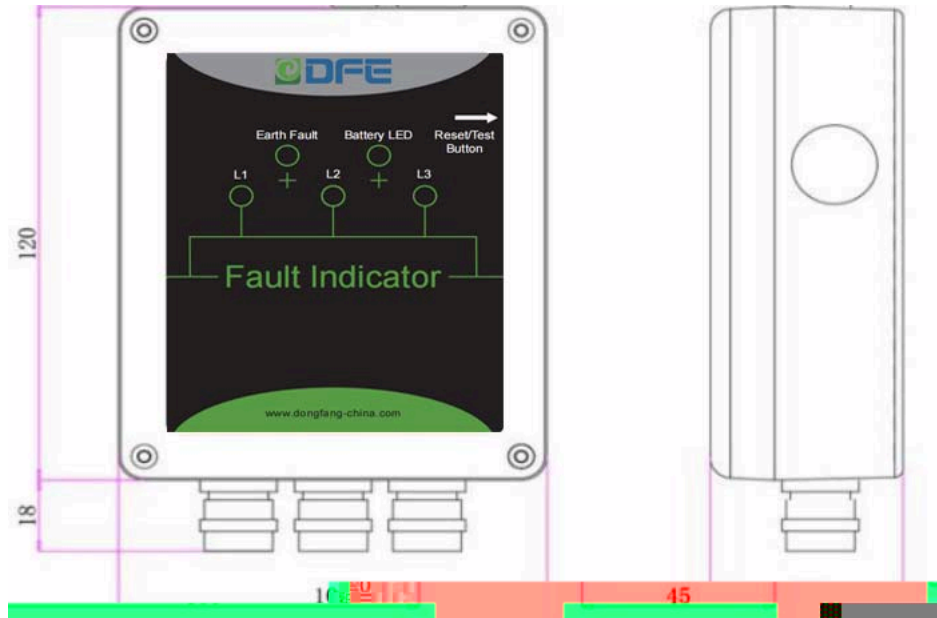 DFE
Earth Fault
Battery LED
Reset/Test
Button
L1
L2
L3
120
Fault Indicator
www.dongfang-china.com
18
45